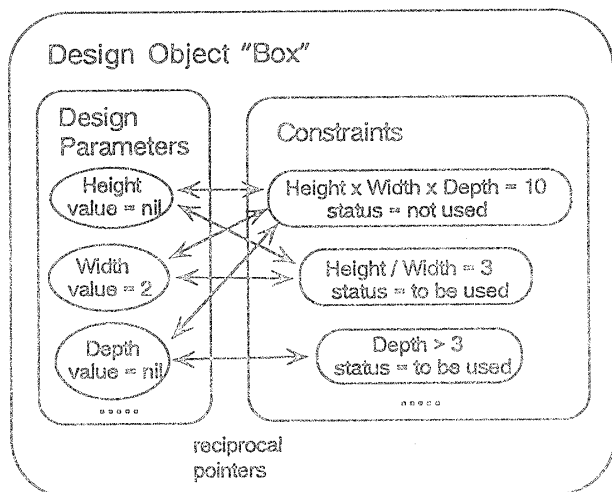 Design Object "Box"
Design
Parameters
Height
value = nil
Width
value = 2
Depth
value = nil
.....
Constraints
Height x Width x Depth = 10
status = not used
Height / Width = 3
status = to be used
Depth > 3
status = to be used
.....
reciprocal
pointers